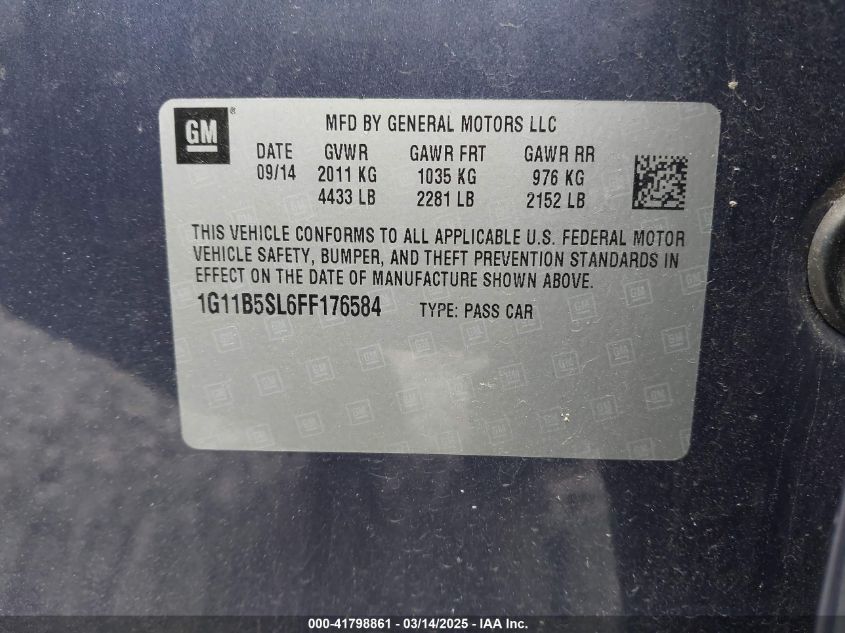 GM ®
MFD BY GENERAL MOTORS LLC
DATE GVWR GAWR FRT GAWR RR
09/14 2011 KG 1035 KG 976 KG
4433 LB 2281 LB 2152 LB
THIS VEHICLE CONFORMS TO ALL APPLICABLE U.S. FEDERAL MOTOR
VEHICLE SAFETY, BUMPER, AND THEFT PREVENTION STANDARDS IN
EFFECT ON THE DATE OF MANUFACTURE SHOWN ABOVE.
1G11B5SL6FF176584 TYPE: PASS CAR
000-41798861 / 03/14/2025 - IAA Inc.